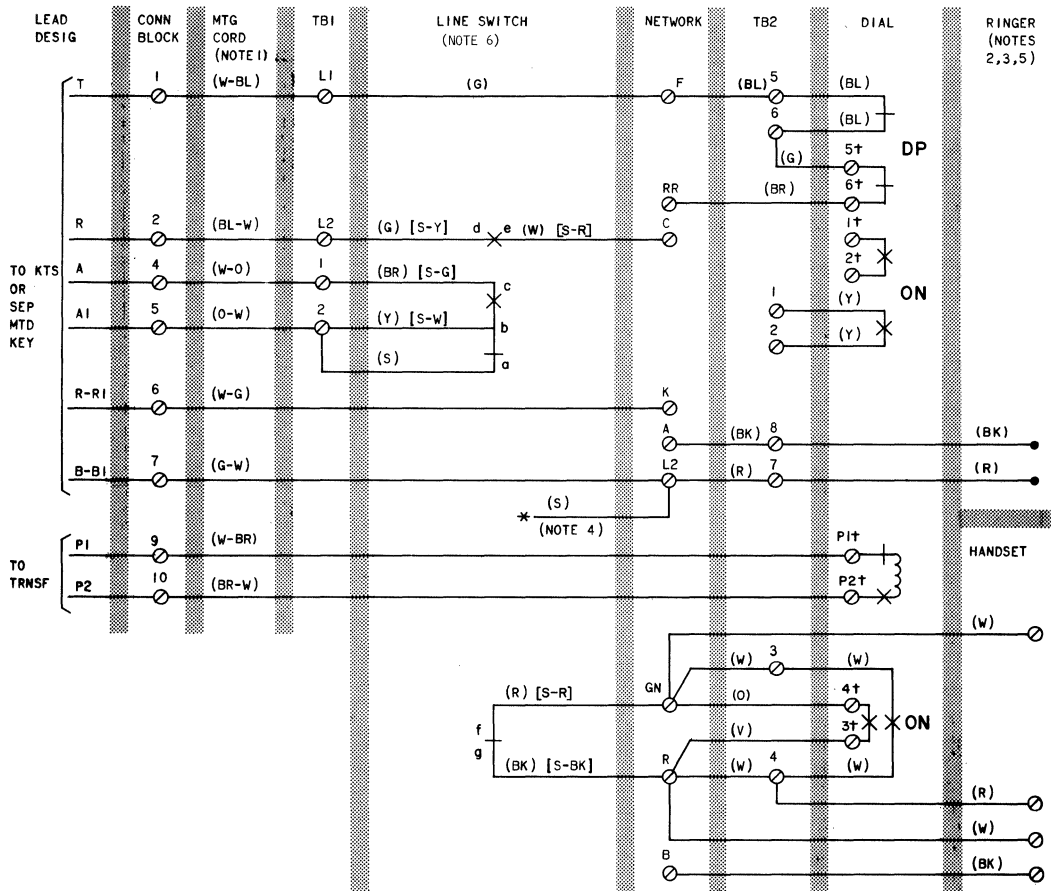 LEAD DESIG
CONN BLOCK
MTG CORD (NOTE 1)
TB1
LINE SWITCH (NOTE 6)
NETWORK
TB2
DIAL
RINGER (NOTES 2,3,5)
T 1 (W-BL) L1 (G) F (BL) 5 (BL)
6 (BL)
DP
(G) 5†
RR (BR) 6†
R 2 (BL-W) L2 (G) [S-Y] d e (W) [S-R] C
1†
2†
ON
TO KTS OR SEP MTD KEY
A 4 (W-O) 1 (BR) [S-G] c
A1 5 (O-W) 2 (Y) [S-W] b
(S) a
1 (Y)
2 (Y)
R-R1 6 (W-G) K
A (BK) 8 (BK)
B-B1 7 (G-W) L2 (R) 7 (R)
* (S)
(NOTE 4)
TO TRNSF
P1 9 (W-BR) P1†
P2 10 (BR-W) P2†
HANDSET
(W)
GN (W) 3 (W)
(R) [S-R] (O) 4†
f
g
(V) 3†
ON
(BK) [S-BK] R (W) 4 (W)
(R)
(W)
B (BK)